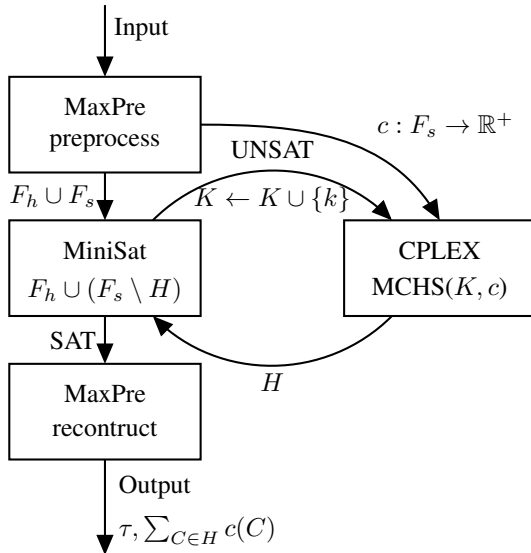 Input
MaxPre
preprocess
c : F_s → ℝ⁺
UNSAT
F_h ∪ F_s
K ← K ∪ {k}
MiniSat
F_h ∪ (F_s \ H)
CPLEX
MCHS(K, c)
SAT
H
MaxPre
recontruct
Output
τ, ∑_{C∈H} c(C)